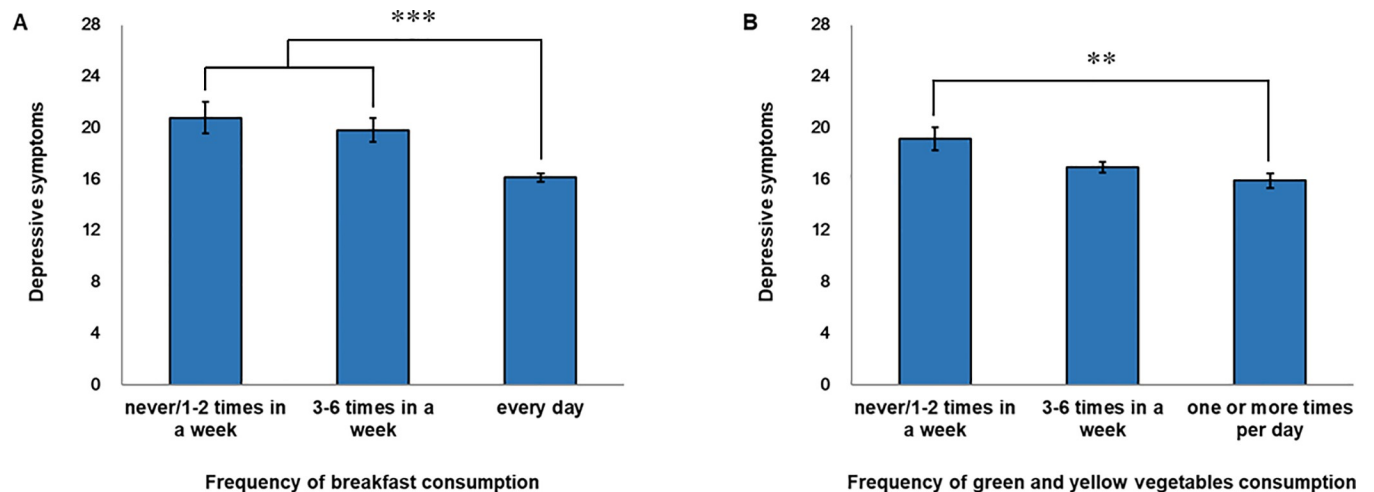 A
Depressive symptoms
28
24
20
16
12
8
4
0
***
never/1-2 times in
a week
3-6 times in a
week
every day
Frequency of breakfast consumption
B
Depressive symptoms
28
24
20
16
12
8
4
0
**
never/1-2 times in
a week
3-6 times in a
week
one or more times
per day
Frequency of green and yellow vegetables consumption